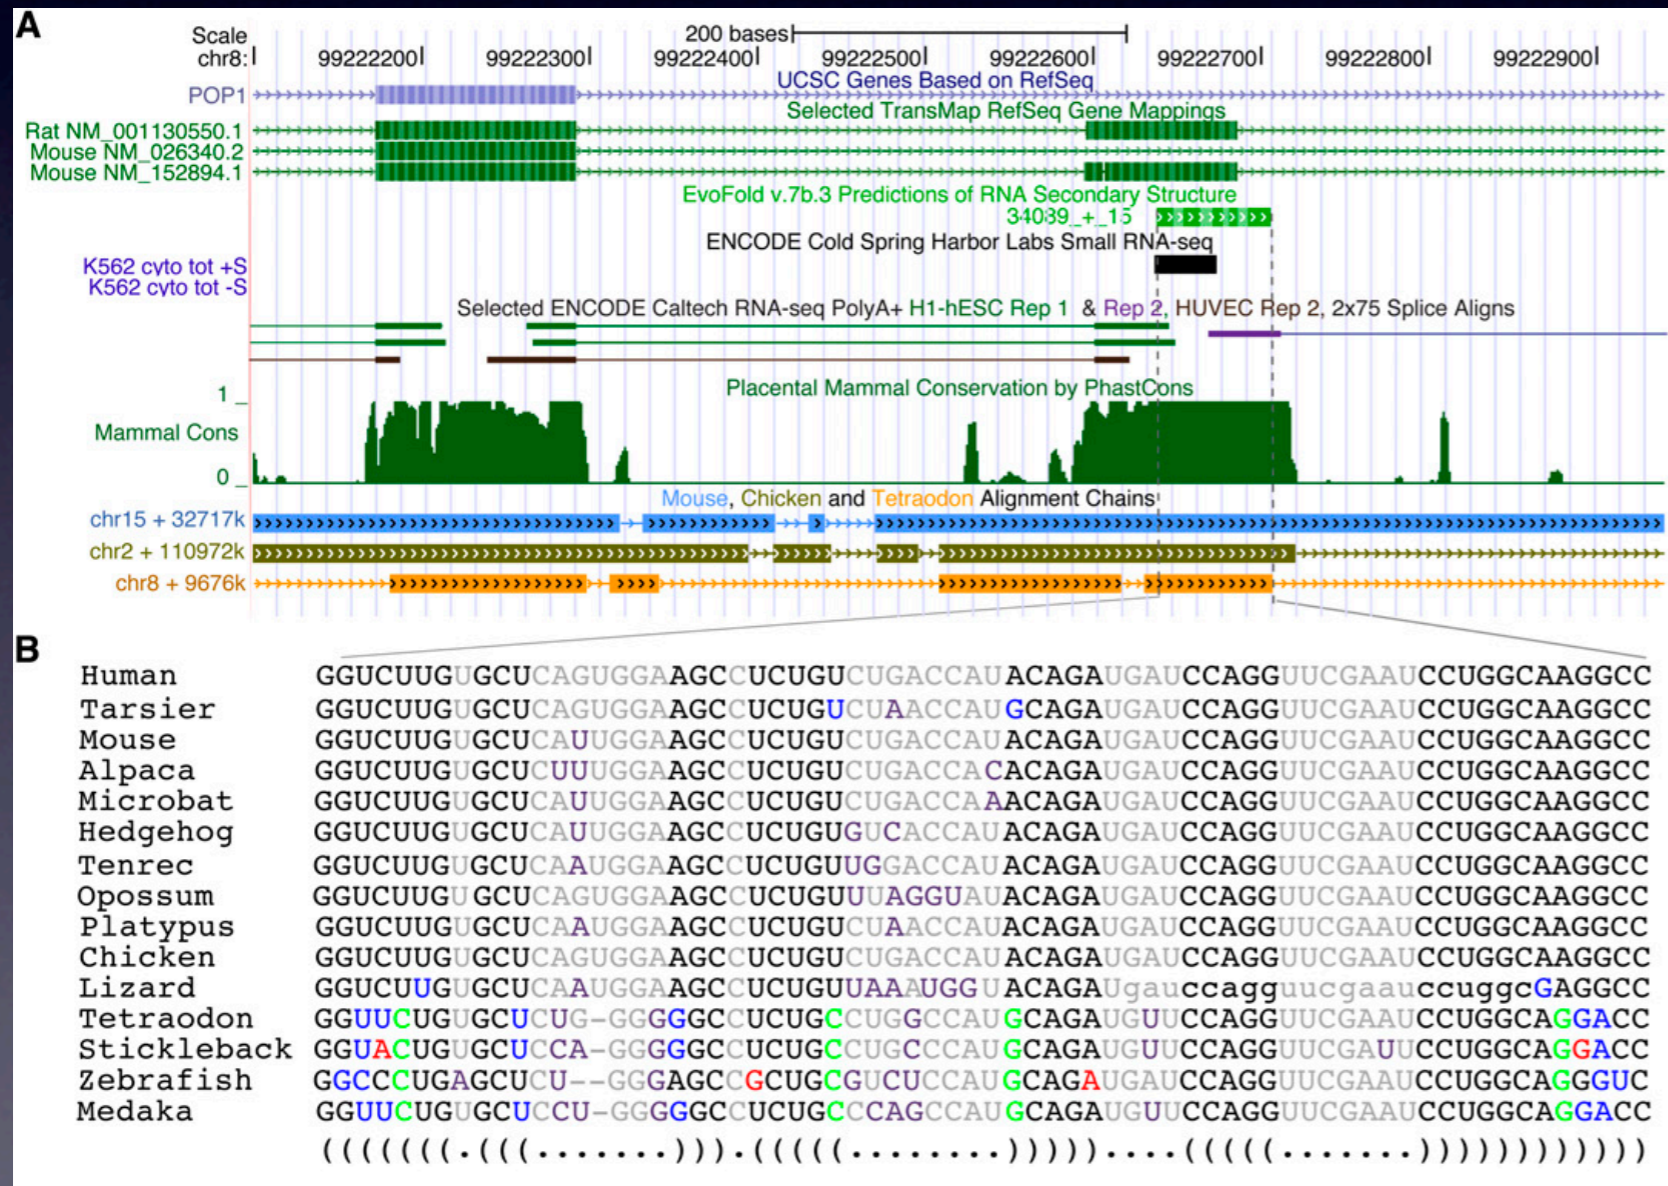 A
Scale 200 bases
chr8: 99222200 99222300 99222400 99222500 99222600 99222700 99222800 99222900
UCSC Genes Based on RefSeq
POP1
Selected TransMap RefSeq Gene Mappings
Rat NM_001130550.1
Mouse NM_026340.2
Mouse NM_152894.1
EvoFold v.7b.3 Predictions of RNA Secondary Structure
34089_+_15
ENCODE Cold Spring Harbor Labs Small RNA-seq
K562 cyto tot +S
K562 cyto tot -S
Selected ENCODE Caltech RNA-seq PolyA+ H1-hESC Rep 1 & Rep 2, HUVEC Rep 2, 2x75 Splice Aligns
Placental Mammal Conservation by PhastCons
1 _
Mammal Cons
0 _
Mouse, Chicken and Tetraodon Alignment Chains
chr15 + 32717k
chr2 + 110972k
chr8 + 9676k
B
Human GGUCUUGUGCUCAGUGGAAGCCUCUGUCUGACCAUACAGAUGAUCCAGGUUCGAAUCCUGGCAAGGCC
Tarsier GGUCUUGUGCUCAGUGGAAGCCUCUGUCUAACCAUGCAGAUGAUCCAGGUUCGAAUCCUGGCAAGGCC
Mouse GGUCUUGUGCUCAUUGGAAGCCUCUGUCUGACCAUACAGAUGAUCCAGGUUCGAAUCCUGGCAAGGCC
Alpaca GGUCUUGUGCUCUUUGGAAGCCUCUGUCUGACCACACAGAUGAUCCAGGUUCGAAUCCUGGCAAGGCC
Microbat GGUCUUGUGCUCAUUGGAAGCCUCUGUCUGACCAAACAGAUGAUCCAGGUUCGAAUCCUGGCAAGGCC
Hedgehog GGUCUUGUGCUCAUUGGAAGCCUCUGUGUCACCAUACAGAUGAUCCAGGUUCGAAUCCUGGCAAGGCC
Tenrec GGUCUUGUGCUCAAUGGAAGCCUCUGUUGGACCAUACAGAUGAUCCAGGUUCGAAUCCUGGCAAGGCC
Opossum GGUCUUGUGCUCAGUGGAAGCCUCUGUUUAGGUAUACAGAUGAUCCAGGUUCGAAUCCUGGCAAGGCC
Platypus GGUCUUGUGCUCAAUGGAAGCCUCUGUCUAACCAUACAGAUGAUCCAGGUUCGAAUCCUGGCAAGGCC
Chicken GGUCUUGUGCUCAGUGGAAGCCUCUGUCUGACCAUACAGAUGAUCCAGGUUCGAAUCCUGGCAAGGCC
Lizard GGUCUUGUGCUCAAUGGAAGCCUCUGUUAAAUGGUACAGAUgauccagguucgaauccuggcGAGGCC
Tetraodon GGUUCUGUGCUCUG-GGGGGGCCUCUGCCUGGCCAUGCAGAUGUUCCAGGUUCGAAUCCUGGCAGGACC
Stickleback GGUACUGUGCUCCA-GGGGGCCUCUGCCUGCCCAUGCAGAUGUUCCAGGUUCGAUUCCUGGCAGGACC
Zebrafish GGCCCUGAGCUCU--GGGAGCCGCUGCGUCUCCAUGCAGAUGAUCCAGGUUCGAAUCCUGGCAGGGUC
Medaka GGUUCUGUGCUCCU-GGGGGCCUCUGCCCAGCCAUGCAGAUGUUCCAGGUUCGAAUCCUGGCAGGACC
(((((((.(((........))).(((((........)))))....(((((.......))))))))))))